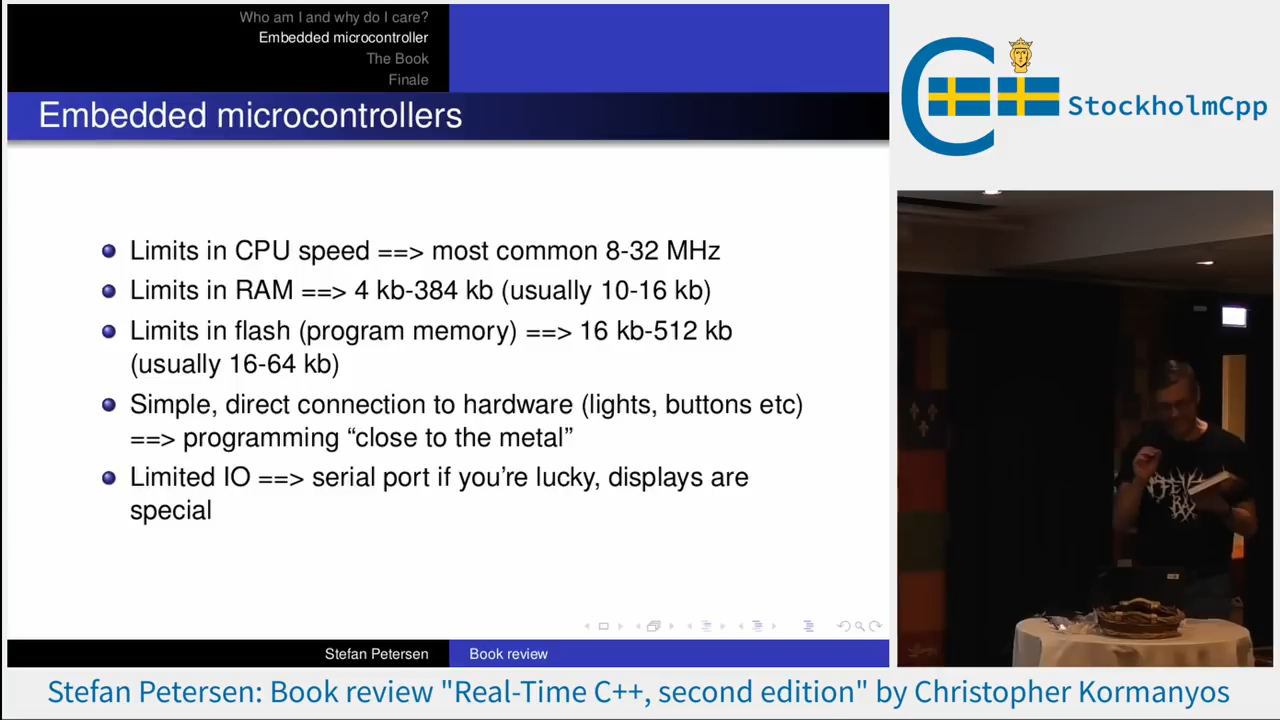 Who am I and why do I care?
Embedded microcontroller
The Book
Finale
Embedded microcontrollers
Limits in CPU speed ==> most common 8-32 MHz
Limits in RAM ==> 4 kb-384 kb (usually 10-16 kb)
Limits in flash (program memory) ==> 16 kb-512 kb
(usually 16-64 kb)
Simple, direct connection to hardware (lights, buttons etc)
==> programming “close to the metal”
Limited IO ==> serial port if you’re lucky, displays are
special
Stefan Petersen
Book review
StockholmCpp
Stefan Petersen: Book review "Real-Time C++, second edition" by Christopher Kormanyos